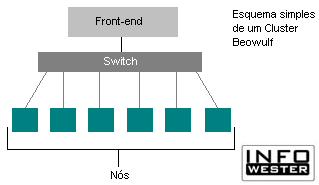 Front-end
Esquema simples
de um Cluster
Beowulf
Switch
Nós
INFO
WESTER